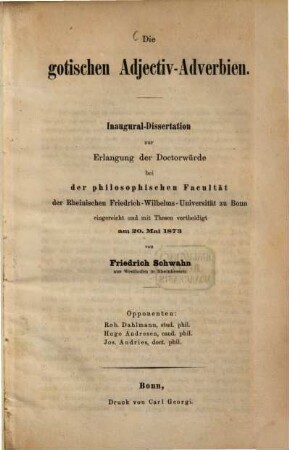 Die
gotischen Adjectiv-Adverbien.
Inaugural-Dissertation
zur
Erlangung der Doctorwürde
bei
der philosophischen Facultät
der Rheinischen Friedrich-Wilhelms-Universität zu Bonn
eingereicht und mit Thesen vertheidigt
am 20. Mai 1873
von
Friedrich Schwahn
aus Westhofen in Rheinhessen.
Opponenten:
Rob. Dahlmann, stud. phil.
Hugo Andresen, cand. phil.
Jos. Andries, doct. phil.
Bonn,
Druck von Carl Georgi.